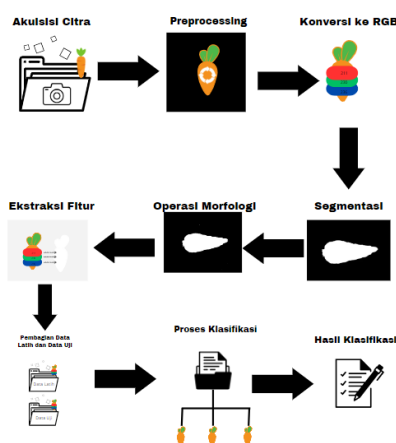 Akuisisi Citra
Preprocessing
Konversi ke RGB
Ekstraksi Fitur
Operasi Morfologi
Segmentasi
Pembagian Data
Latih dan Data Uji
Proses Klasifikasi
Hasil Klasifikasi
Data Latih
Data Uji